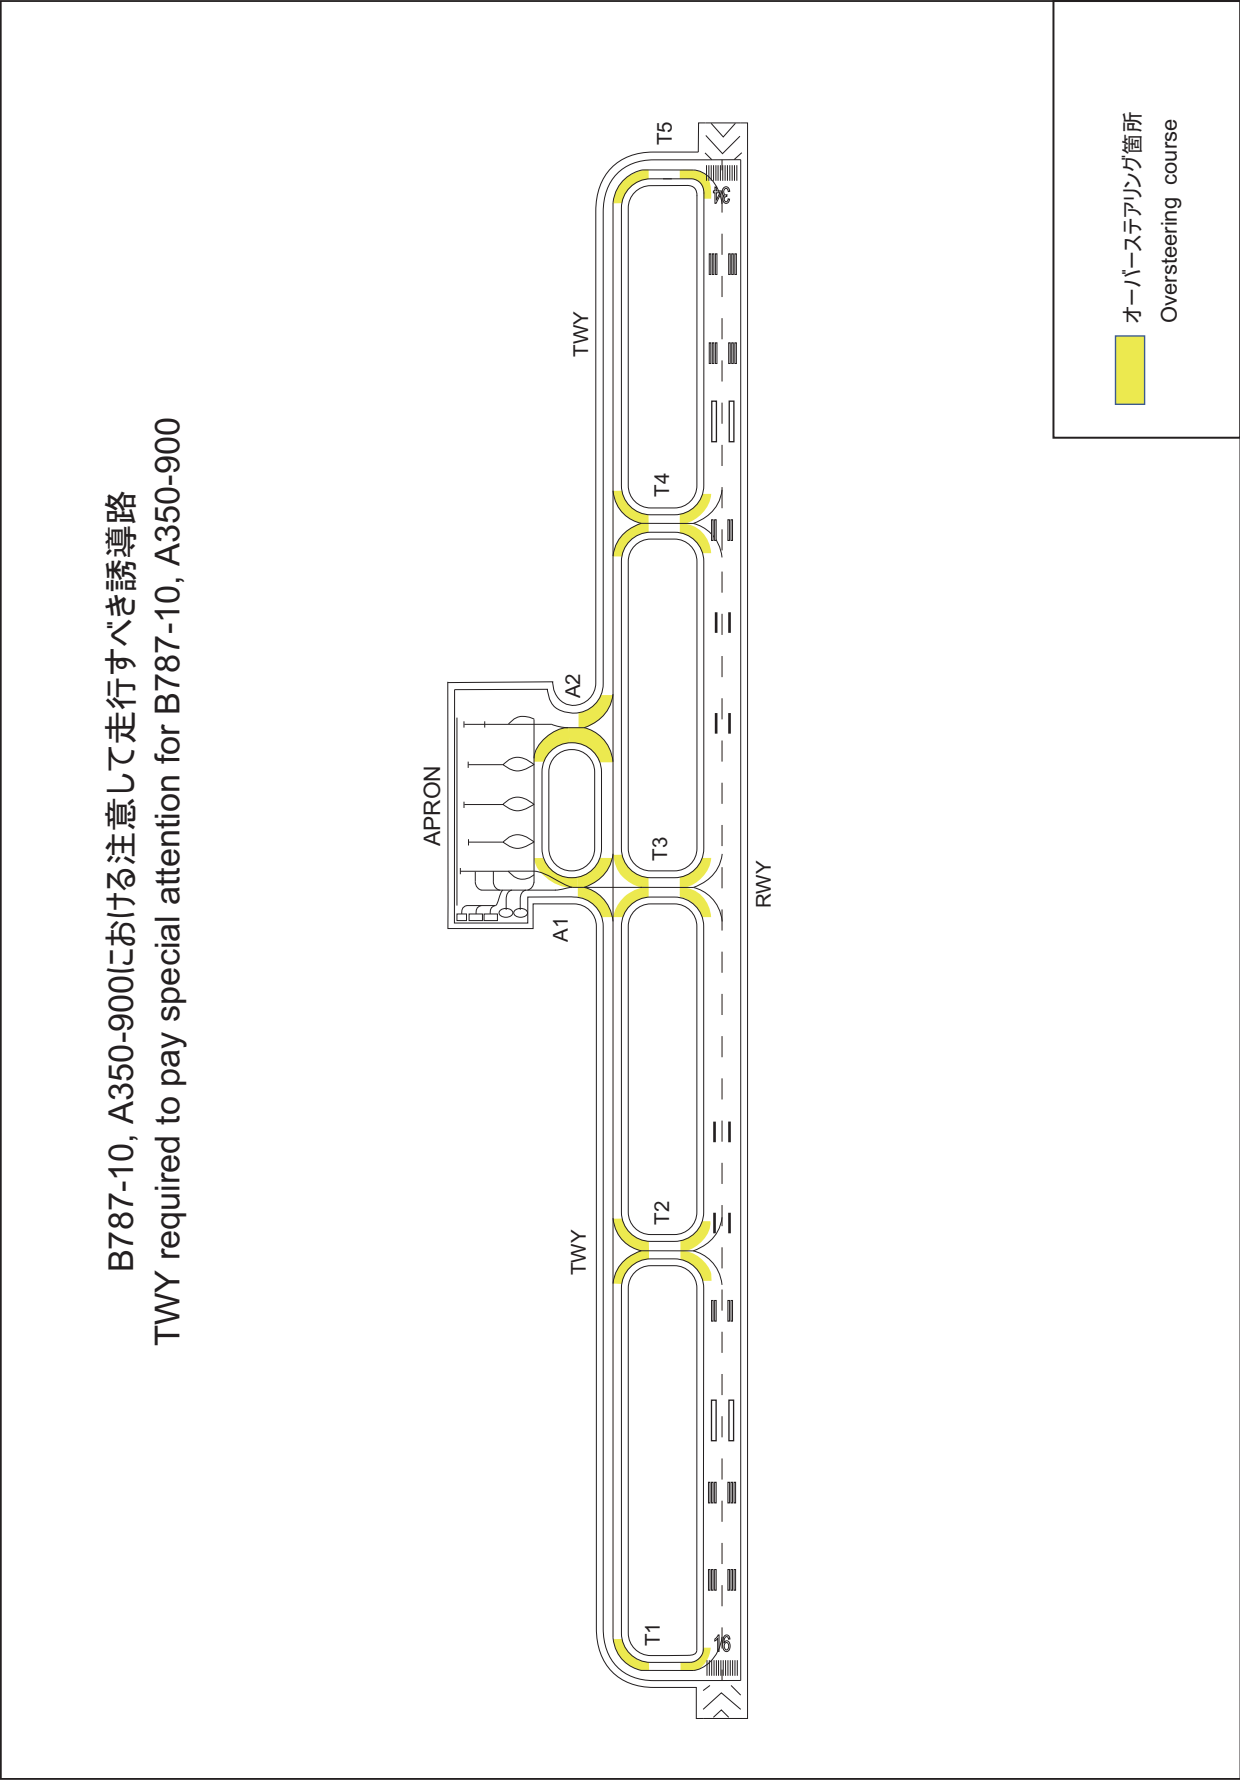 B787-10, A350-900における注意して走行すべき誘導路
TWY required to pay special attention for B787-10, A350-900
APRON
A1
A2
TWY
TWY
T1
T2
T3
T4
T5
16
34
RWY
オーバーステアリング箇所
Oversteering course